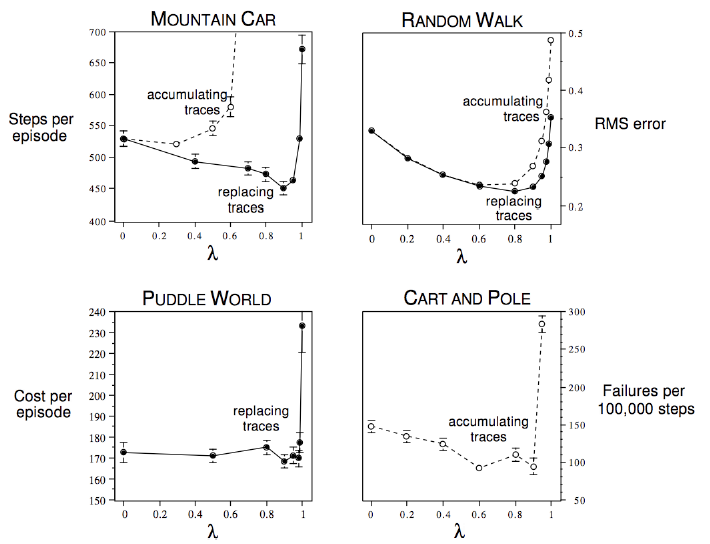 MOUNTAIN CAR
700
650
600
550
500
450
400
Steps per
episode
accumulating
traces
replacing
traces
0 0.2 0.4 0.6 0.8 1
λ
RANDOM WALK
0.5
0.4
0.3
0.2
RMS error
accumulating
traces
replacing
traces
0 0.2 0.4 0.6 0.8 1
λ
PUDDLE WORLD
240
230
220
210
200
190
180
170
160
150
Cost per
episode
replacing
traces
0 0.2 0.4 0.6 0.8 1
λ
CART AND POLE
300
250
200
150
100
50
Failures per
100,000 steps
accumulating
traces
0 0.2 0.4 0.6 0.8 1
λ